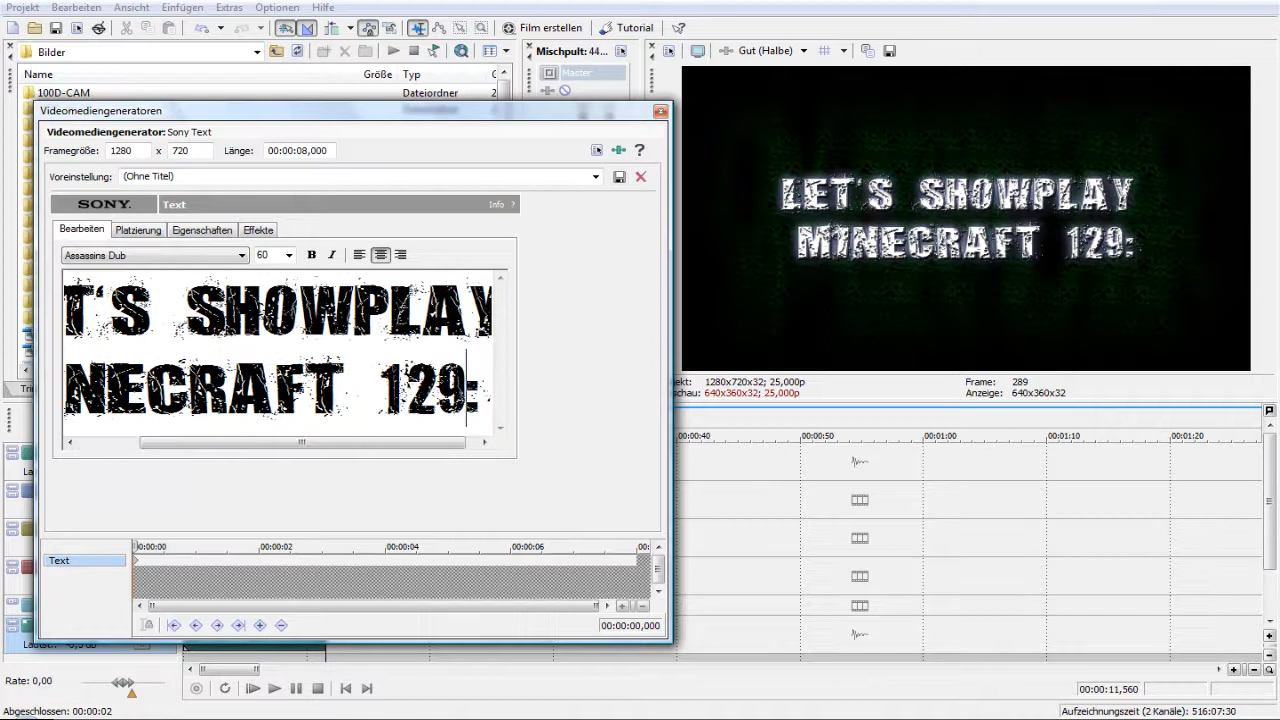 Projekt Bearbeiten Ansicht Einfügen Extras Optionen Hilfe
Film erstellen Tutorial
Bilder
Name Größe Typ
100D-CAM Dateiordner
Mischpult: 44...
Master
Gut (Halbe)
Videomediengeneratoren
Videomediengenerator: Sony Text
Framegröße: 1280 x 720 Länge: 00:00:08,000
Voreinstellung: (Ohne Titel)
SONY. Text Info ?
Bearbeiten Platzierung Eigenschaften Effekte
Assassins Dub 60 B I
T'S SHOWPLAY
NECRAFT 129:
LET'S SHOWPLAY
MINECRAFT 129:
ekt: 1280x720x32; 25,000p Frame: 289
schau: 640x360x32; 25,000p Anzeige: 640x360x32
00:00:40 00:00:50 00:01:00 00:01:10 00:01:20
00:00:00 00:00:02 00:00:04 00:00:06 00:
Text
00:00:00,000
Rate: 0,00
00:00:11,560
Abgeschlossen: 00:00:02
Aufzeichnungszeit (2 Kanäle): 516:07:30